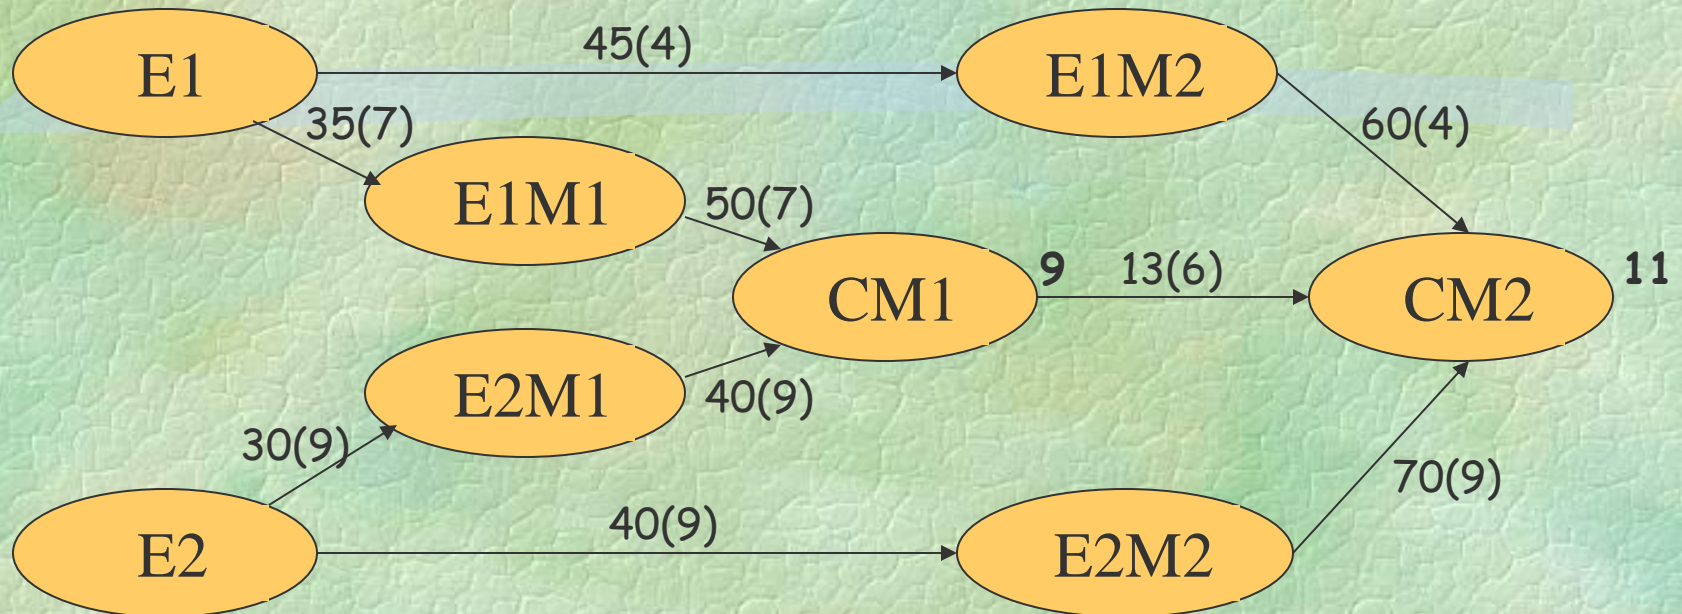 E1
45(4)
E1M2
35(7)
60(4)
E1M1
50(7)
CM1
9
13(6)
CM2
11
E2M1
40(9)
30(9)
70(9)
E2
40(9)
E2M2